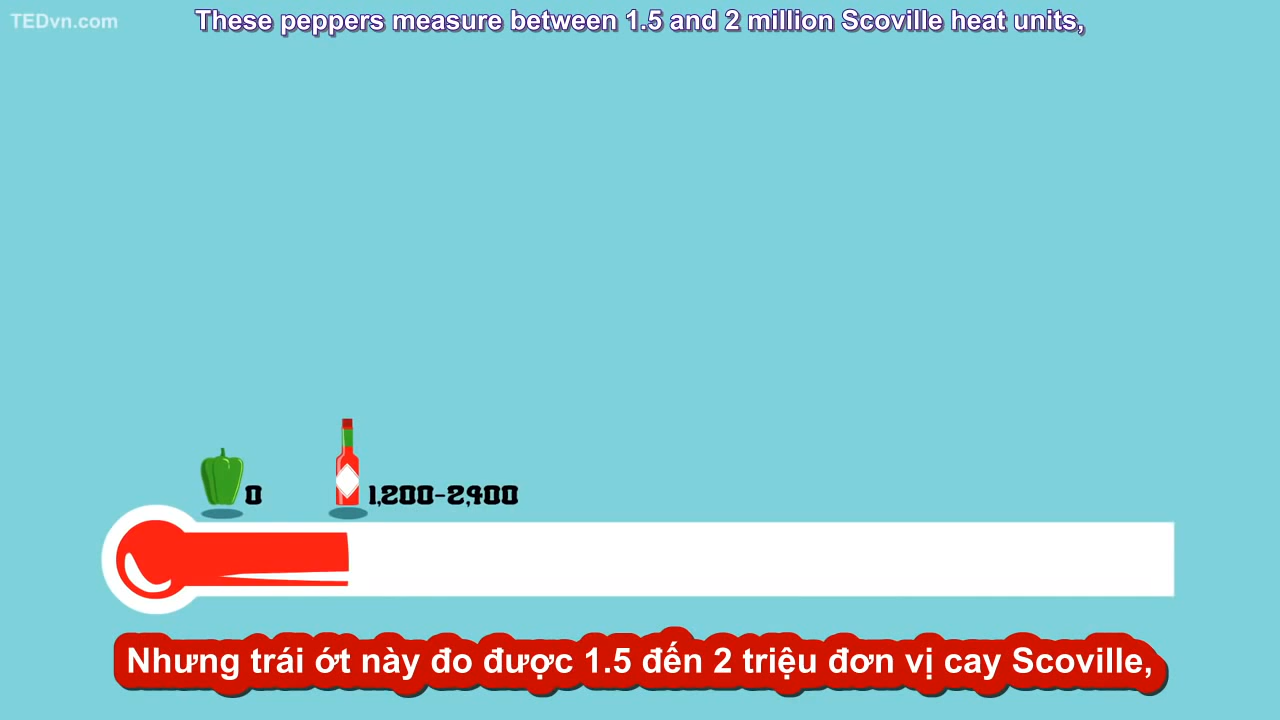 TEDvn.com
These peppers measure between 1.5 and 2 million Scoville heat units,
0
1,200-2,400
Nhưng trái ớt này đo được 1.5 đến 2 triệu đơn vị cay Scoville,